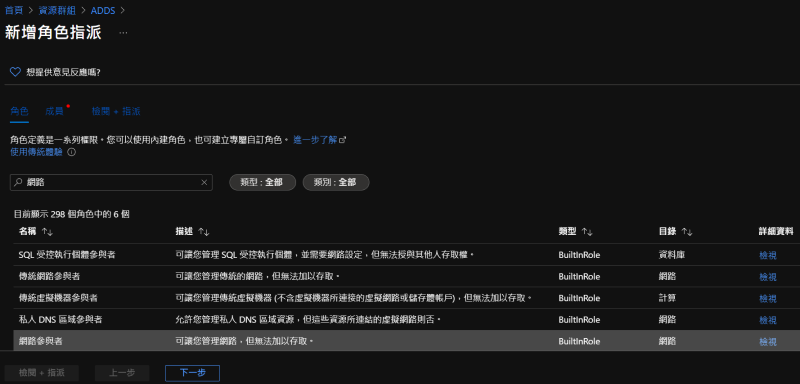 首頁 > 資源群組 > ADDS >
新增角色指派 ...
想提供意見反應嗎?
角色 成員 檢閱 + 指派
角色定義是一系列權限。您可以使用內建角色，也可建立專屬自訂角色。 進一步了解
使用傳統體驗
網路 類型 : 全部 類別 : 全部
目前顯示 298 個角色中的 6 個
名稱 ↑↓ 描述 ↑↓ 類型 ↑↓ 目錄 ↑↓ 詳細資料
SQL 受控執行個體參與者 可讓您管理 SQL 受控執行個體，並需要網路設定，但無法授與其他人存取權。 BuiltInRole 資料庫 檢視
傳統網路參與者 可讓您管理傳統的網路，但無法加以存取。 BuiltInRole 網路 檢視
傳統虛擬機器參與者 可讓您管理傳統虛擬機器 (不含虛擬機器所連接的虛擬網路或儲存體帳戶)，但無法加以存取。 BuiltInRole 計算 檢視
私人 DNS 區域參與者 允許您管理私人 DNS 區域資源，但這些資源所連結的虛擬網路則否。 BuiltInRole 網路 檢視
網路參與者 可讓您管理網路，但無法加以存取。 BuiltInRole 網路 檢視
檢閱 + 指派 上一步 下一步